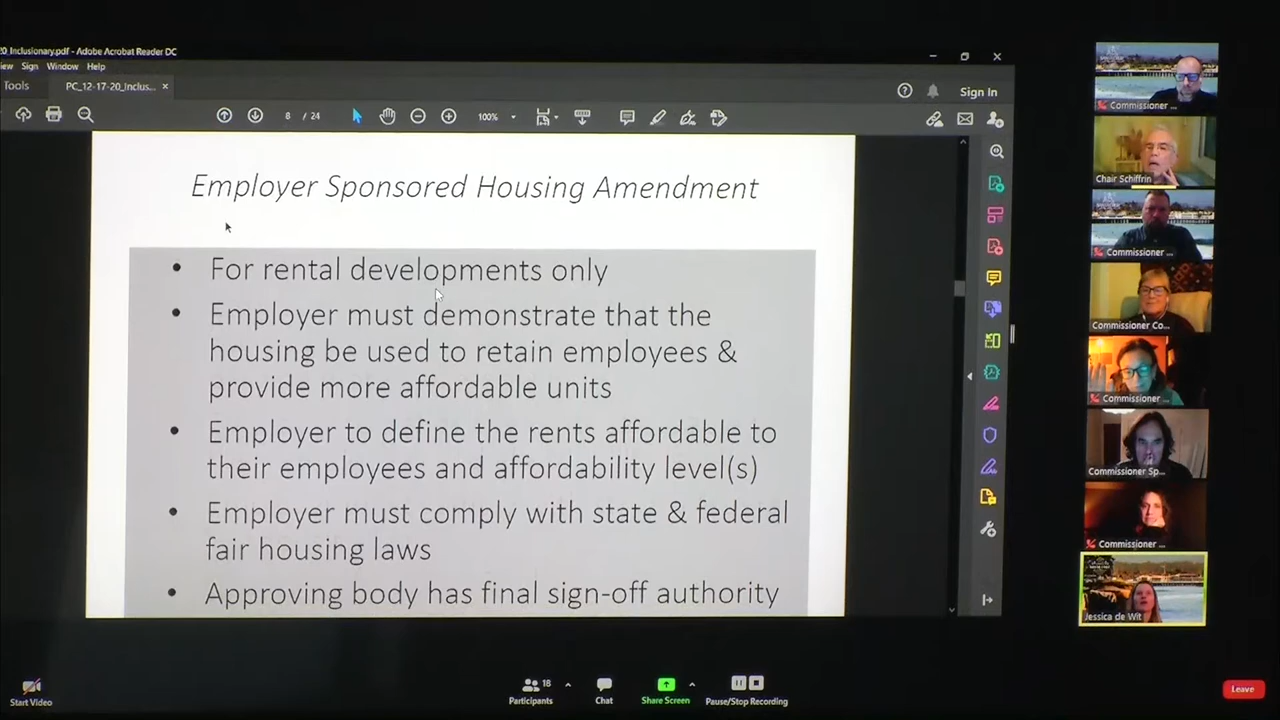 20_Inclusionary.pdf - Adobe Acrobat Reader DC
iew Sign Window Help
Tools
PC_12-17-20_Inclus... ×
Sign In
8 / 24
100%
Employer Sponsored Housing Amendment
• For rental developments only
• Employer must demonstrate that the
housing be used to retain employees &
provide more affordable units
• Employer to define the rents affordable to
their employees and affordability level(s)
• Employer must comply with state & federal
fair housing laws
• Approving body has final sign-off authority
Commissioner ...
Chair Schiffrin
Commissioner ...
Commissioner Co...
Commissioner ...
Commissioner Sp...
Commissioner ...
Jessica de Wit
Start Video
18
Participants
Chat
Share Screen
Pause/Stop Recording
Leave